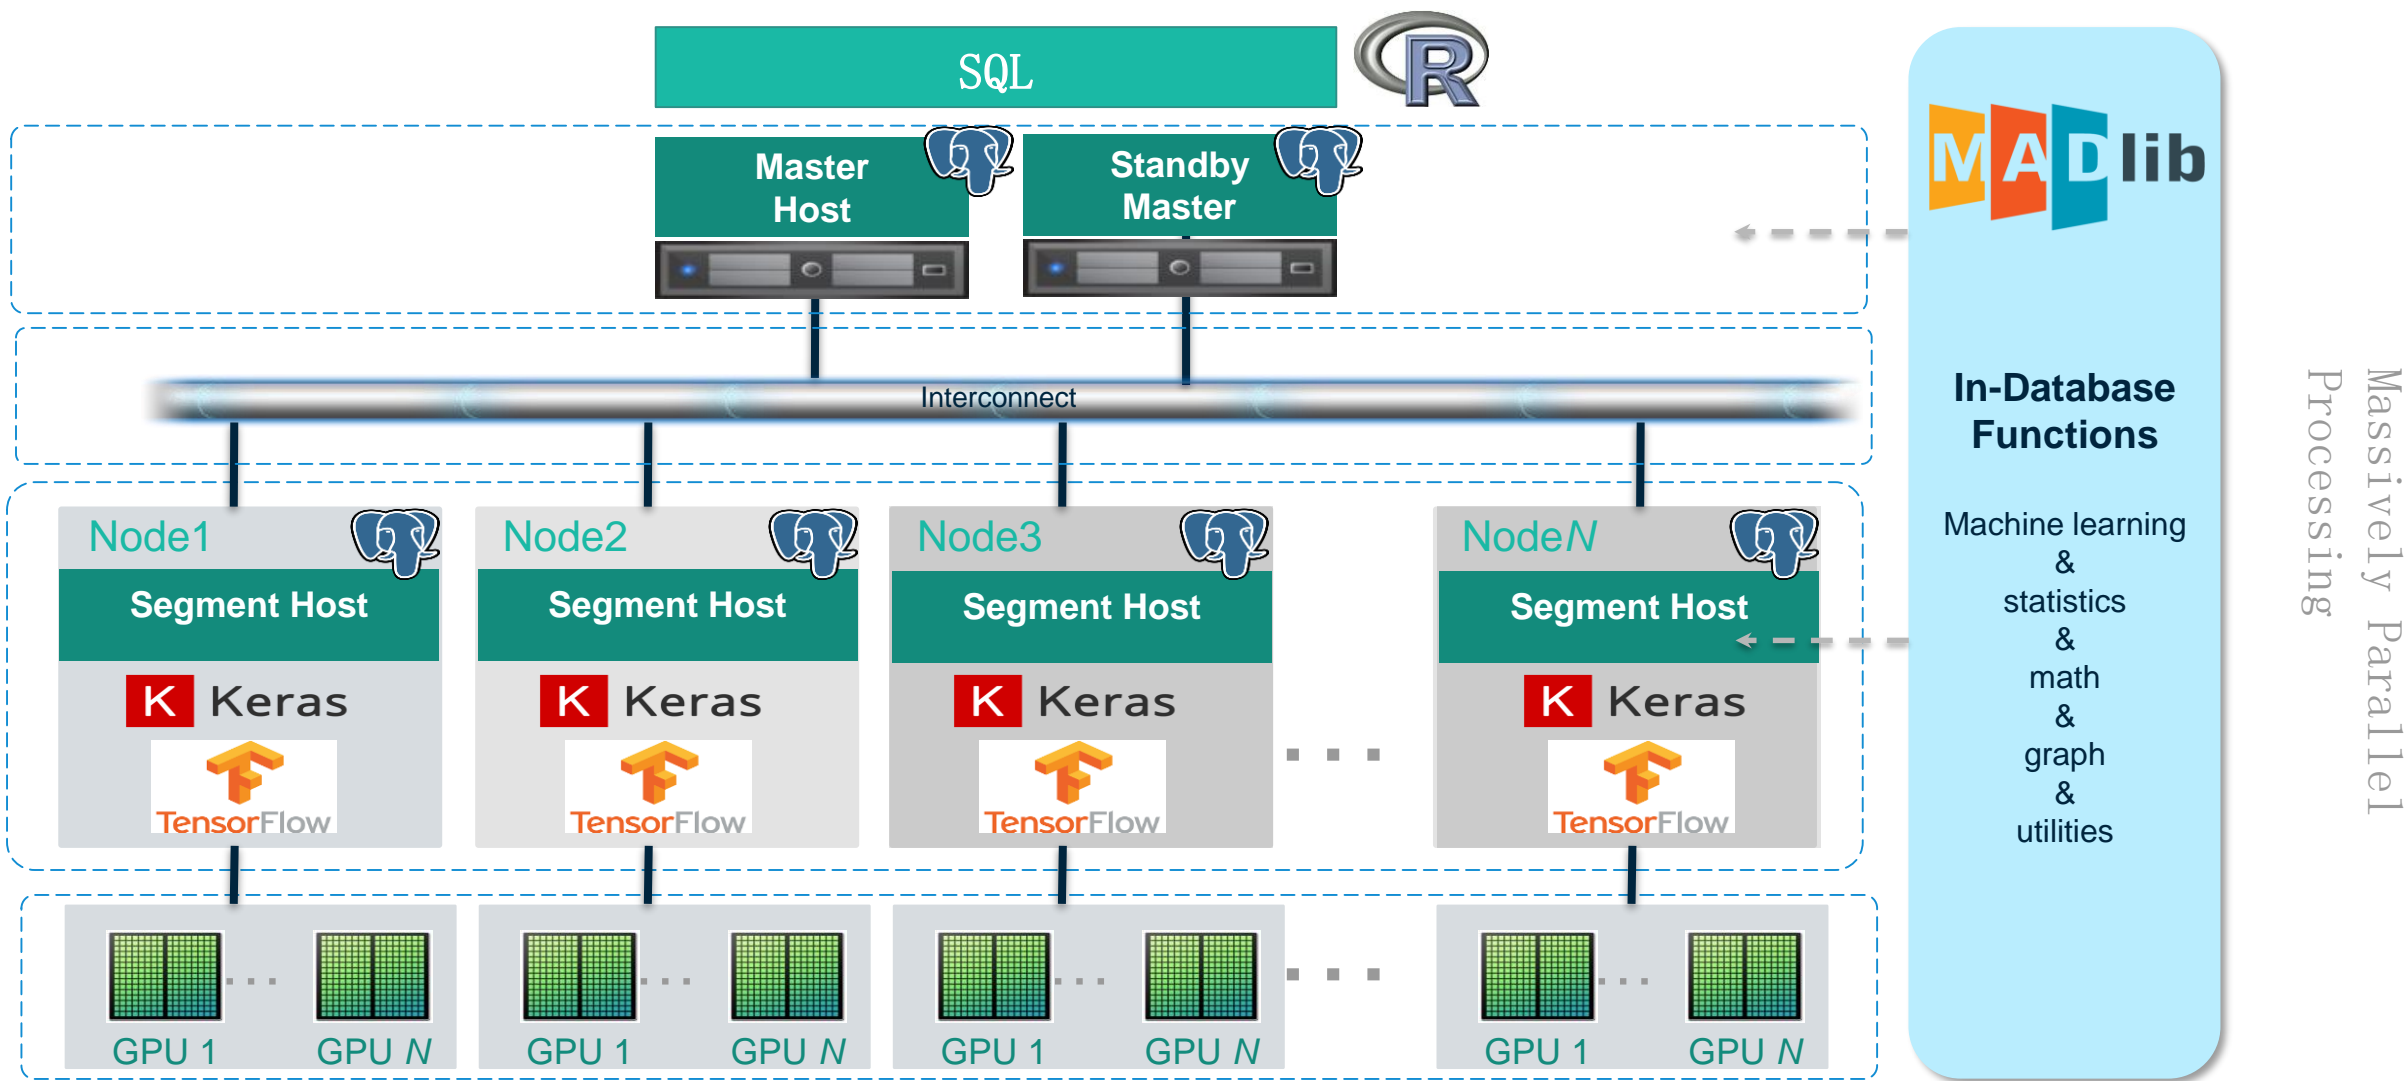 SQL
R
Master
Host
Standby
Master
Interconnect
Node1
Segment Host
K Keras
TensorFlow
Node2
Segment Host
K Keras
TensorFlow
Node3
Segment Host
K Keras
TensorFlow
NodeN
Segment Host
K Keras
TensorFlow
GPU 1
GPU N
GPU 1
GPU N
GPU 1
GPU N
GPU 1
GPU N
MADlib
In-Database
Functions
Machine learning
&
statistics
&
math
&
graph
&
utilities
Massively Parallel
Processing